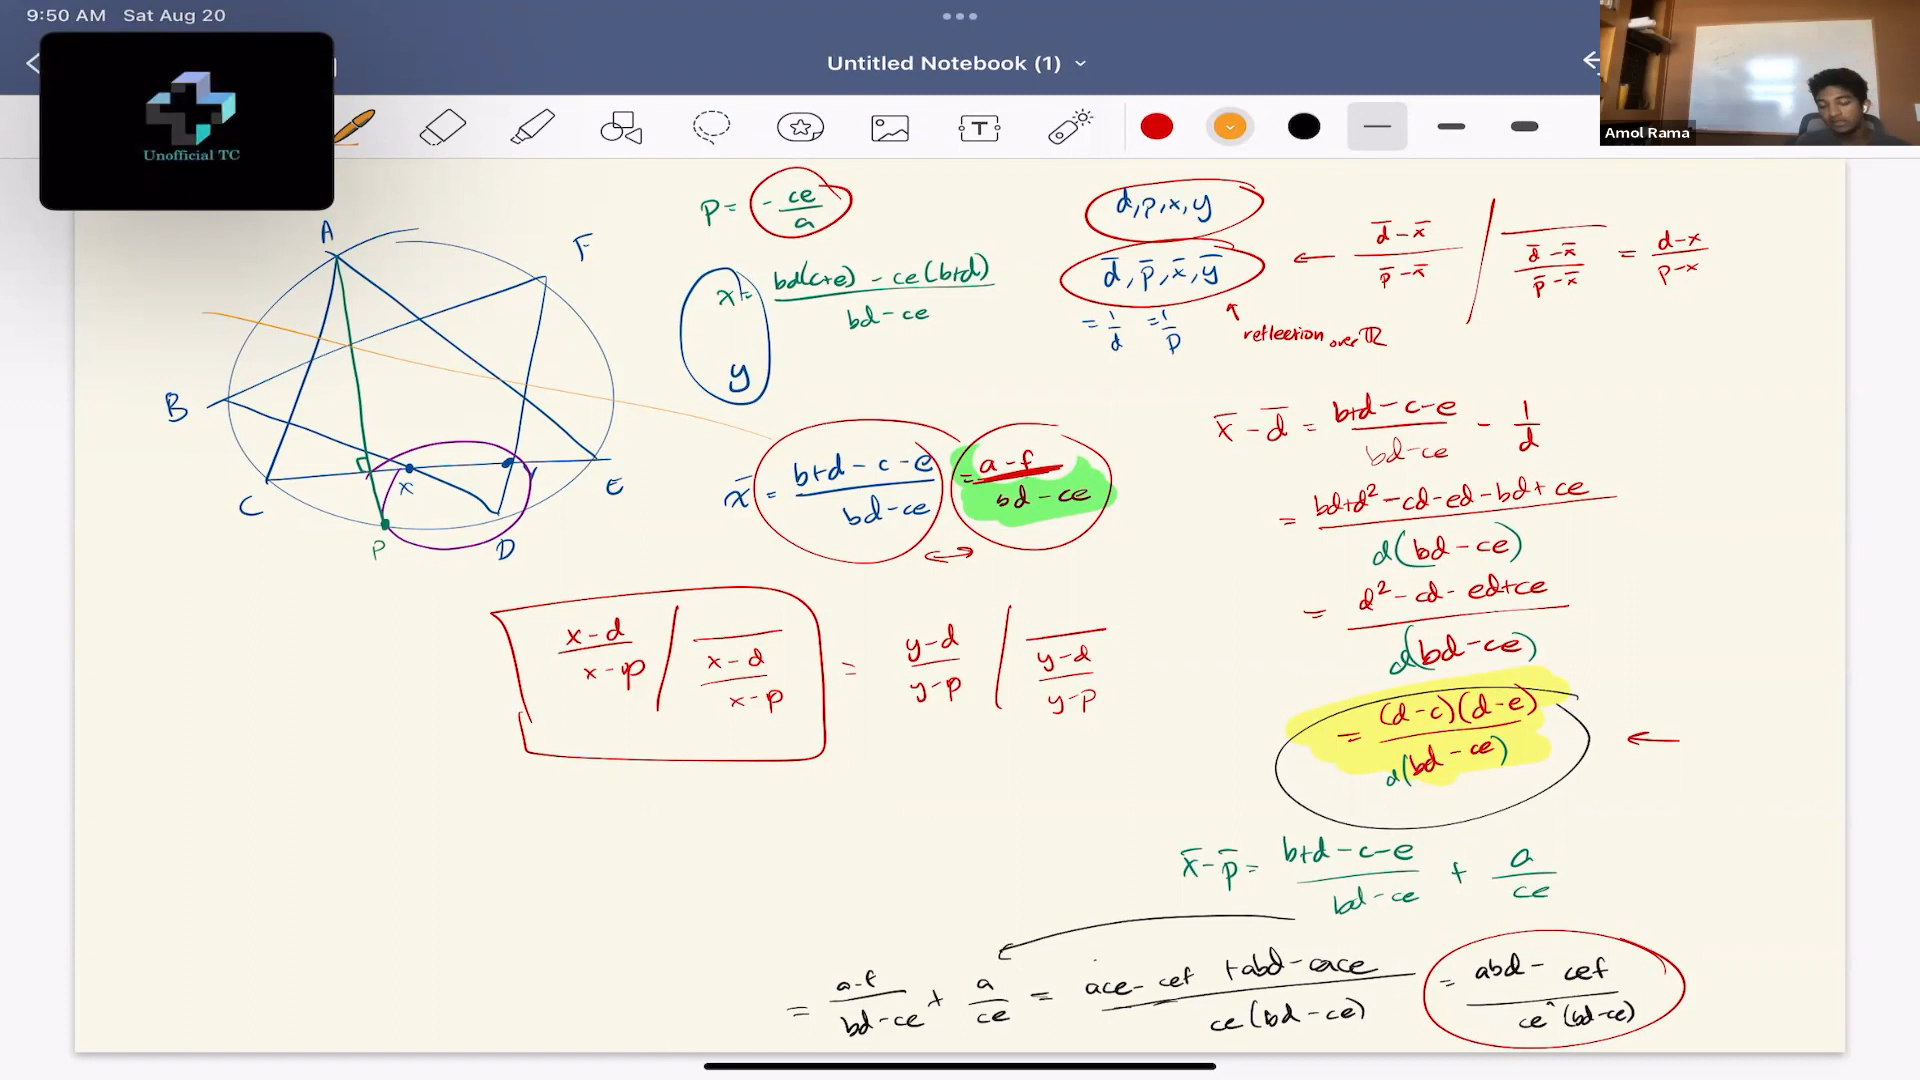 9:50 AM Sat Aug 20
Untitled Notebook (1)
Unofficial TC
Amol Rama
T
A
F
B
C
X
Y
E
P
D
p = - ce/a
x = (bd(c+e) - ce(b+d))/(bd - ce)
y
d, p, x, y
d̅, p̅, x̅, y̅
= 1/d = 1/p
reflection over ℝ
← (d̅ - x̅)/(p̅ - x̅) / \overline{(d̅ - x̅)/(p̅ - x̅)} = (d-x)/(p-x)
x̅ = (b+d-c-e)/(bd-ce) = (a-f)/(bd-ce)
↔
(x-d)/(x-p) / \overline{(x-d)/(x-p)} = (y-d)/(y-p) / \overline{(y-d)/(y-p)}
x̅ - d̅ = (b+d-c-e)/(bd-ce) - 1/d
= (bd+d² - cd - ed - bd + ce)/(d(bd-ce))
= (d² - cd - ed + ce)/(d(bd-ce))
= (d-c)(d-e)/(d(bd-ce)) ←
x̅ - p̅ = (b+d-c-e)/(bd-ce) + a/(ce)
= (a-f)/(bd-ce) + a/(ce) = (ace - cef + abd - ace)/(ce(bd-ce)) = (abd - cef)/(ce(bd-ce))